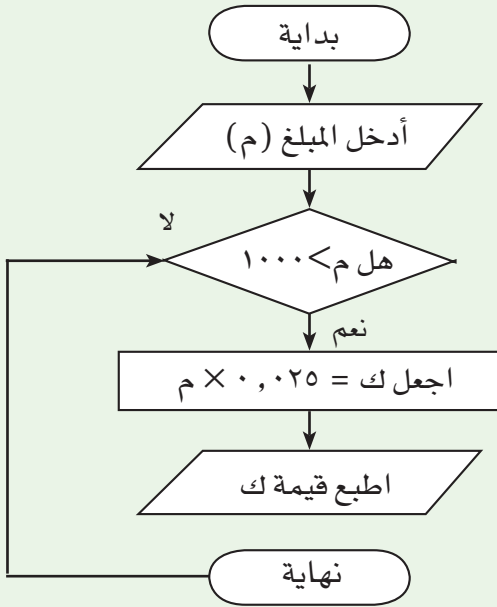 بداية
أدخل المبلغ (م)
لا
هل م>١٠٠٠
نعم
اجعل ك = ٠,٠٢٥ × م
اطبع قيمة ك
نهاية